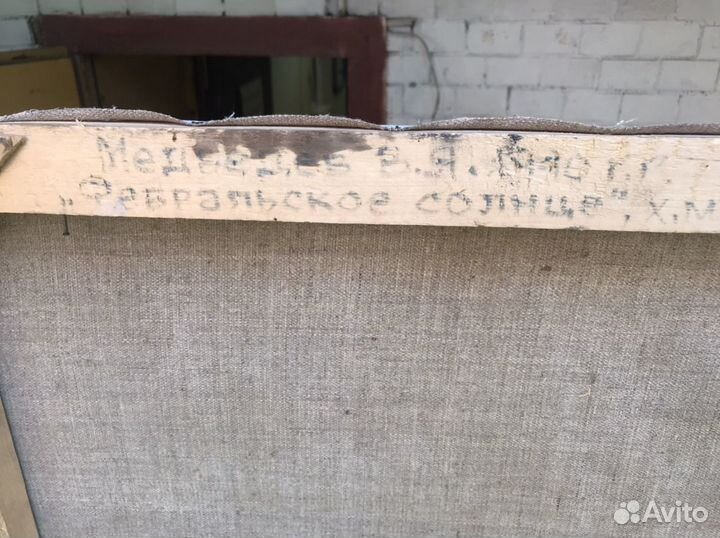 Медведев В.Я.
„Февральское солнце", х.м
Avito